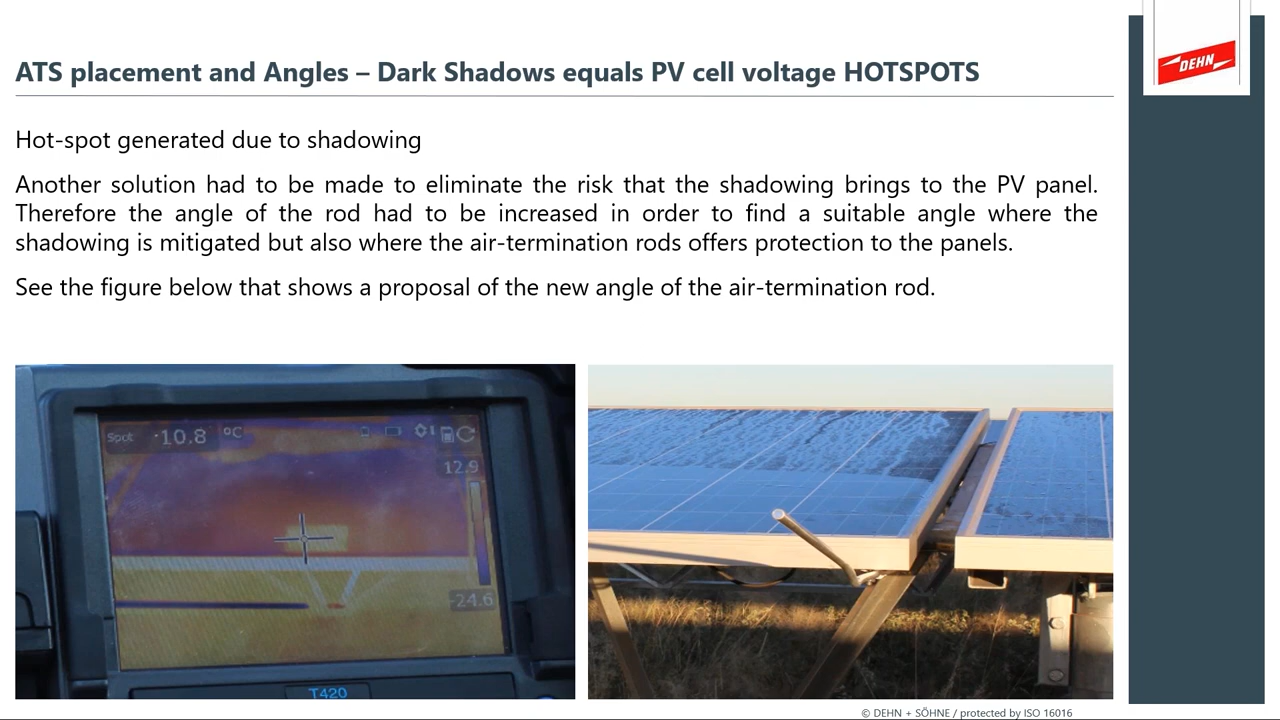 ATS placement and Angles – Dark Shadows equals PV cell voltage HOTSPOTS
DEHN
Hot-spot generated due to shadowing
Another solution had to be made to eliminate the risk that the shadowing brings to the PV panel.
Therefore the angle of the rod had to be increased in order to find a suitable angle where the
shadowing is mitigated but also where the air-termination rods offers protection to the panels.
See the figure below that shows a proposal of the new angle of the air-termination rod.
Spot -10.8 °C
12.9
-24.6
T420
© DEHN + SÖHNE / protected by ISO 16016